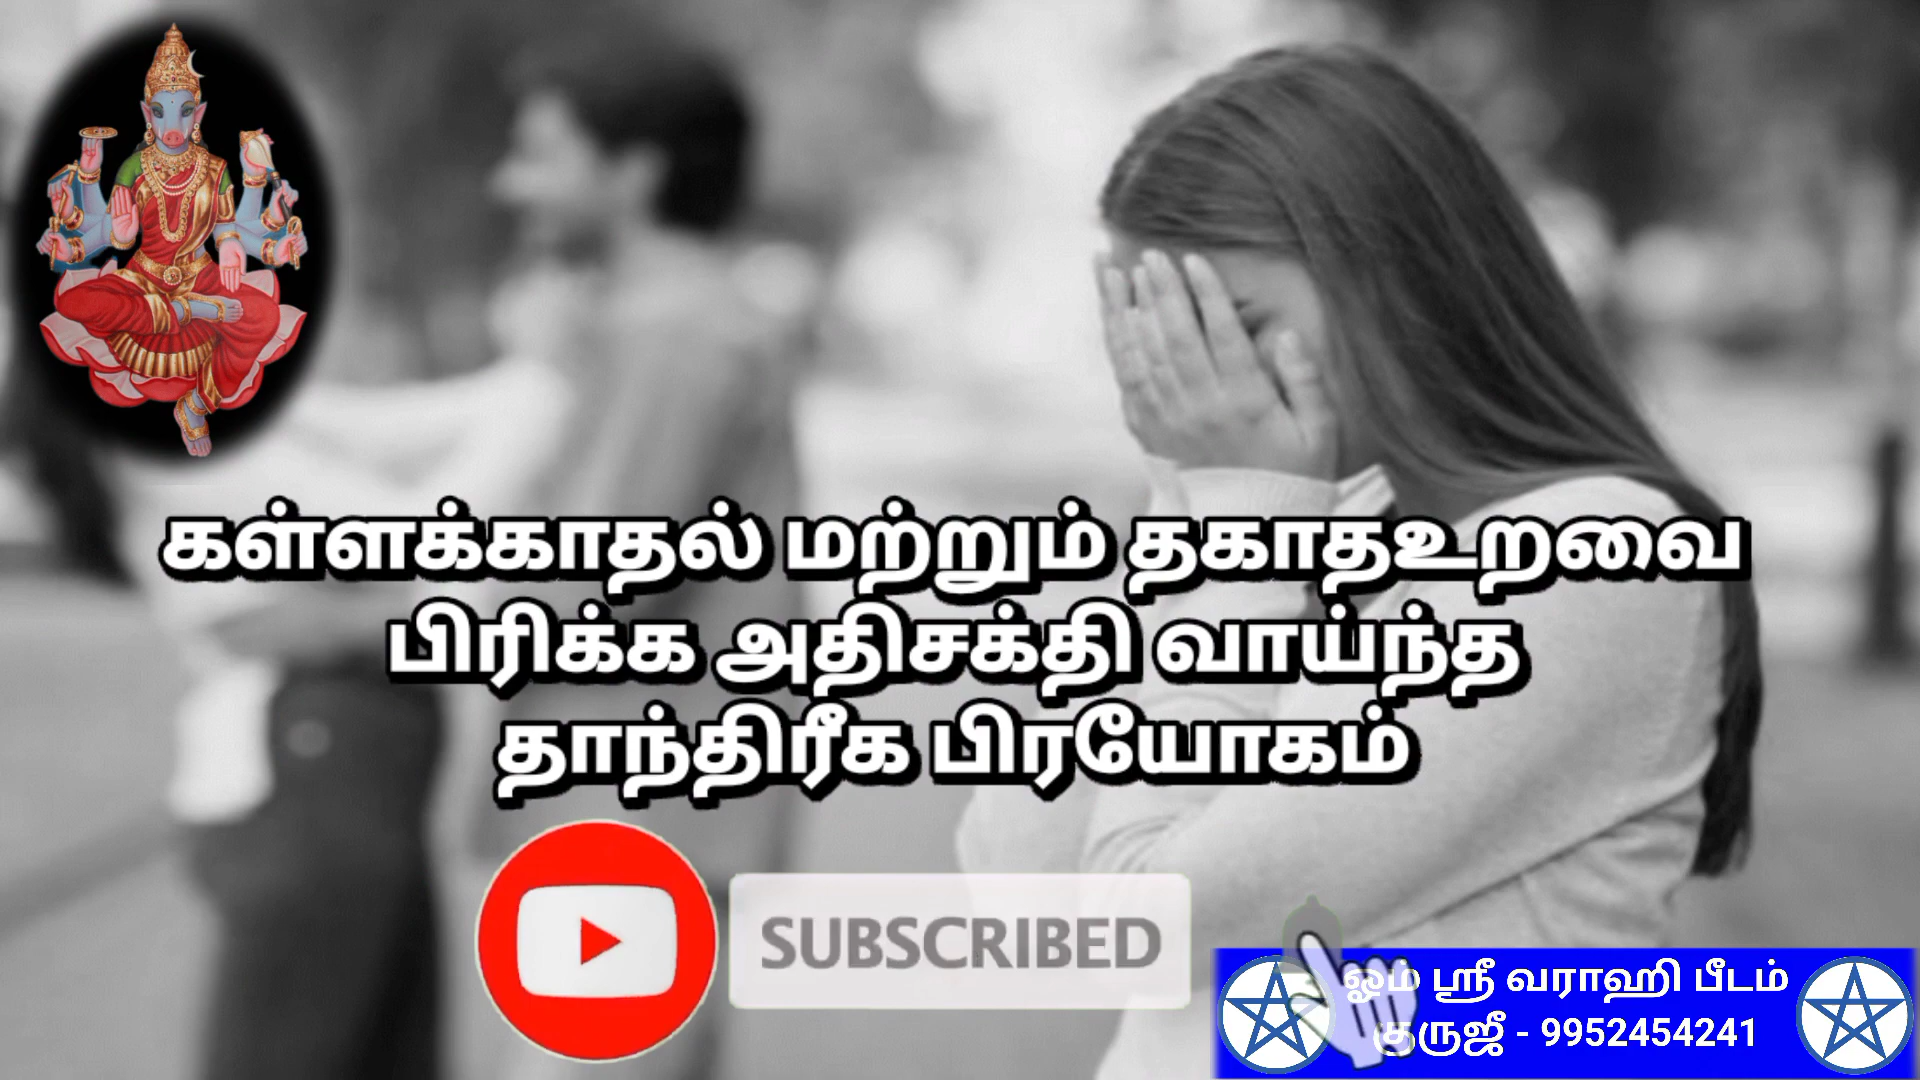 கள்ளக்காதல் மற்றும் தகாதஉறவை
பிரிக்க அதிசக்தி வாய்ந்த
தாந்திரீக பிரயோகம்
SUBSCRIBED
ஓம் ஸ்ரீ வராஹி பீடம்
குருஜீ - 9952454241